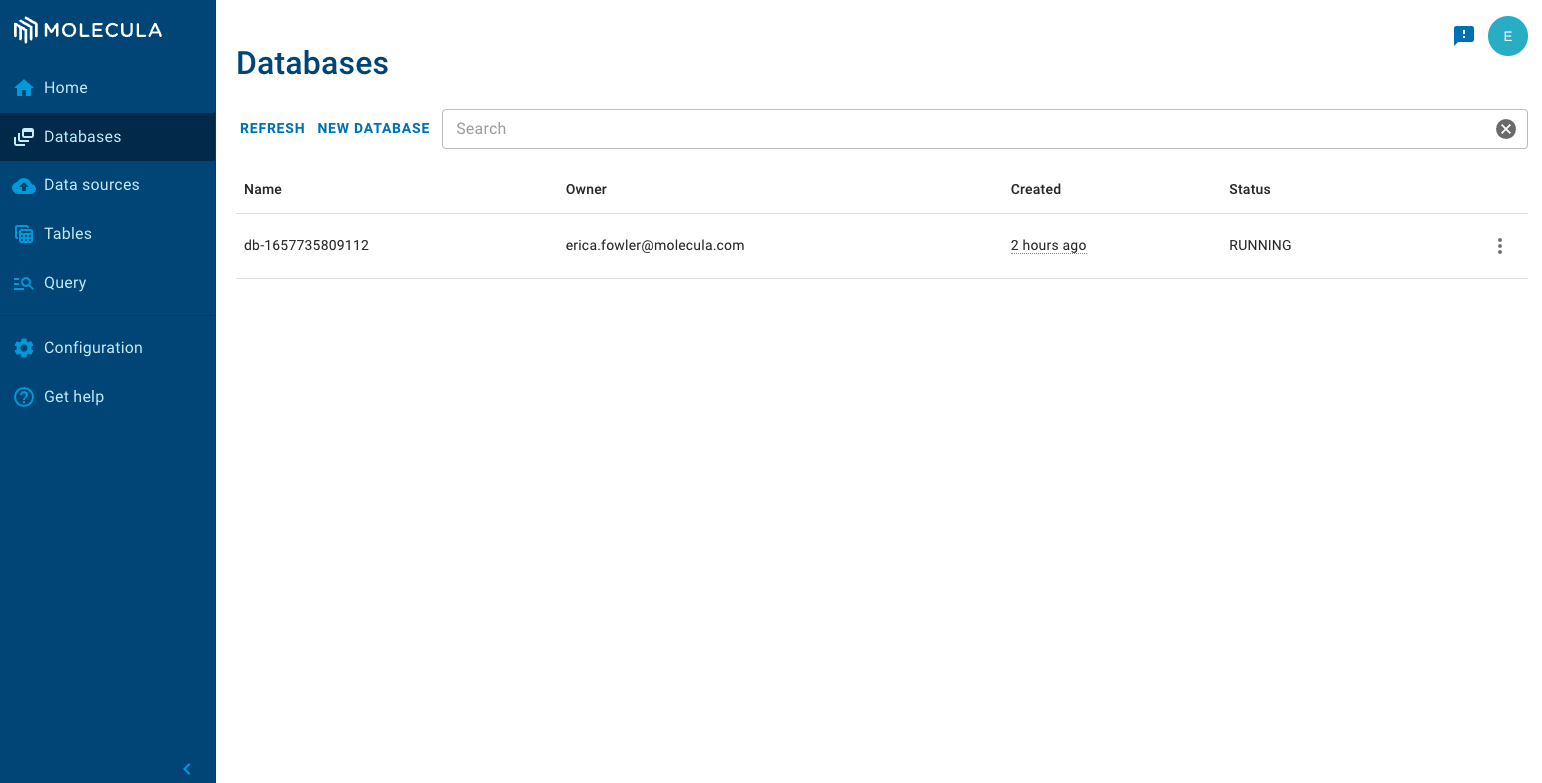 MOLECULA
Home
Databases
Data sources
Tables
Query
Configuration
Get help
E
Databases
REFRESH NEW DATABASE Search
Name Owner Created Status
db-1657735809112 erica.fowler@molecula.com 2 hours ago RUNNING